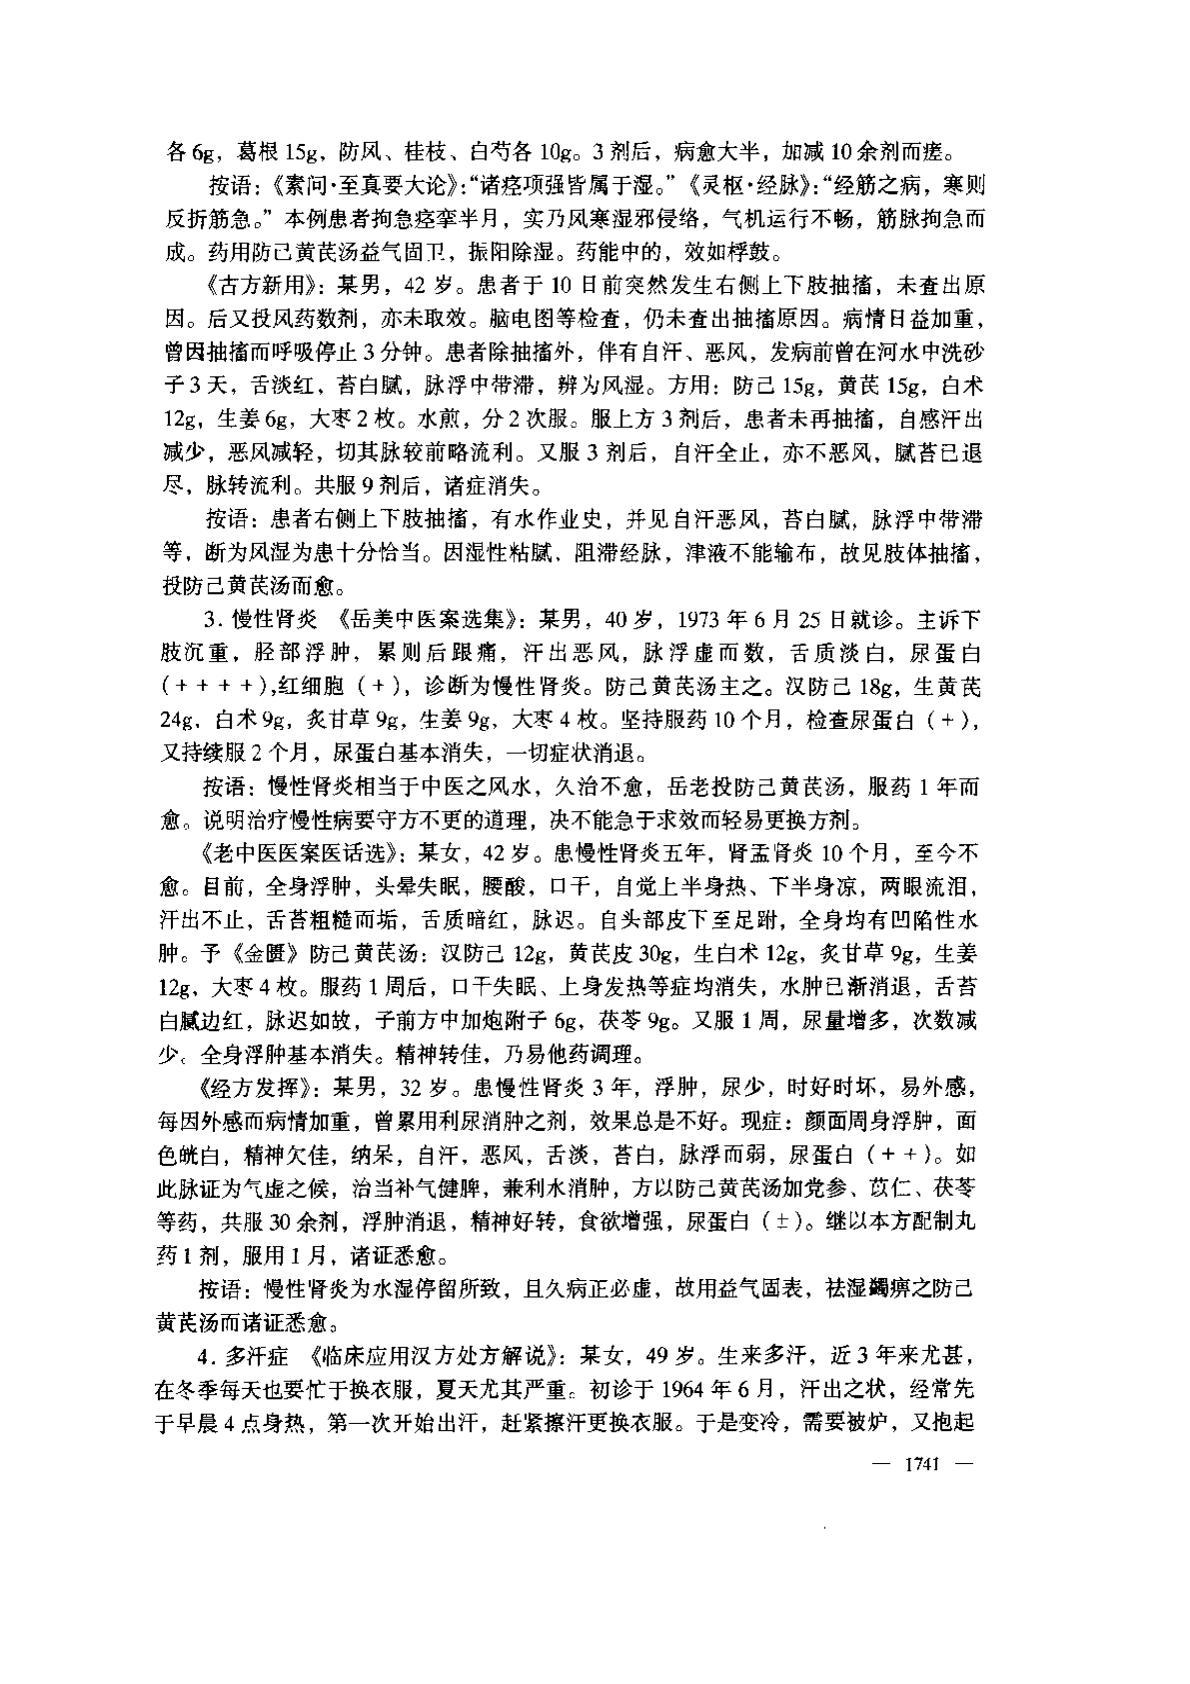 各 6g，葛根 15g，防风、桂枝、白芍各 10g。3 剂后，病愈大半，加减 10 余剂而瘥。
按语：《素问·至真要大论》：“诸痉项强皆属于湿。”《灵枢·经脉》：“经筋之病，寒则
反折筋急。”本例患者拘急痉挛半月，实乃风寒湿邪侵络，气机运行不畅，筋脉拘急而
成。药用防己黄芪汤益气固卫，振阳除湿。药能中的，效如桴鼓。
《古方新用》：某男，42 岁。患者于 10 日前突然发生右侧上下肢抽搐，未查出原
因。后又投风药数剂，亦未取效。脑电图等检查，仍未查出抽搐原因。病情日益加重，
曾因抽搐而呼吸停止 3 分钟。患者除抽搐外，伴有自汗、恶风，发病前曾在河水中洗砂
子 3 天，舌淡红，苔白腻，脉浮中带滞，辨为风湿。方用：防己 15g，黄芪 15g，白术
12g，生姜 6g，大枣 2 枚。水煎，分 2 次服。服上方 3 剂后，患者未再抽搐，自感汗出
减少，恶风减轻，切其脉较前略流利。又服 3 剂后，自汗全止，亦不恶风，腻苔已退
尽，脉转流利。共服 9 剂后，诸症消失。
按语：患者右侧上下肢抽搐，有水作业史，并见自汗恶风，苔白腻，脉浮中带滞
等，断为风湿为患十分恰当。因湿性粘腻、阻滞经脉，津液不能输布，故见肢体抽搐，
投防己黄芪汤而愈。
3. 慢性肾炎 《岳美中医案选集》：某男，40 岁，1973 年 6 月 25 日就诊。主诉下
肢沉重，胫部浮肿，累则后跟痛，汗出恶风，脉浮虚而数，舌质淡白，尿蛋白
(＋＋＋＋),红细胞（＋），诊断为慢性肾炎。防己黄芪汤主之。汉防己 18g，生黄芪
24g，白术 9g，炙甘草 9g，生姜 9g，大枣 4 枚。坚持服药 10 个月，检查尿蛋白（＋），
又持续服 2 个月，尿蛋白基本消失，一切症状消退。
按语：慢性肾炎相当于中医之风水，久治不愈，岳老投防己黄芪汤，服药 1 年而
愈。说明治疗慢性病要守方不更的道理，决不能急于求效而轻易更换方剂。
《老中医医案医话选》：某女，42 岁。患慢性肾炎五年，肾盂肾炎 10 个月，至今不
愈。目前，全身浮肿，头晕失眠，腰酸，口干，自觉上半身热、下半身凉，两眼流泪，
汗出不止，舌苔粗糙而垢，舌质暗红，脉迟。自头部皮下至足跗，全身均有凹陷性水
肿。予《金匮》防己黄芪汤：汉防己 12g，黄芪皮 30g，生白术 12g，炙甘草 9g，生姜
12g，大枣 4 枚。服药 1 周后，口干失眠、上身发热等症均消失，水肿已渐消退，舌苔
白腻边红，脉迟如故，予前方中加炮附子 6g，茯苓 9g。又服 1 周，尿量增多，次数减
少。全身浮肿基本消失。精神转佳，乃易他药调理。
《经方发挥》：某男，32 岁。患慢性肾炎 3 年，浮肿，尿少，时好时坏，易外感，
每因外感而病情加重，曾累用利尿消肿之剂，效果总是不好。现症：颜面周身浮肿，面
色㿠白，精神欠佳，纳呆，自汗，恶风，舌淡，苔白，脉浮而弱，尿蛋白（＋＋）。如
此脉证为气虚之候，治当补气健脾，兼利水消肿，方以防己黄芪汤加党参、苡仁、茯苓
等药，共服 30 余剂，浮肿消退，精神好转，食欲增强，尿蛋白（±）。继以本方配制丸
药 1 剂，服用 1 月，诸证悉愈。
按语：慢性肾炎为水湿停留所致，且久病正必虚，故用益气固表，祛湿蠲痹之防己
黄芪汤而诸证悉愈。
4. 多汗症 《临床应用汉方处方解说》：某女，49 岁。生来多汗，近 3 年来尤甚，
在冬季每天也要忙于换衣服，夏天尤其严重。初诊于 1964 年 6 月，汗出之状，经常先
于早晨 4 点身热，第一次开始出汗，赶紧擦汗更换衣服。于是变冷，需要被炉，又抱起
— 1741 —